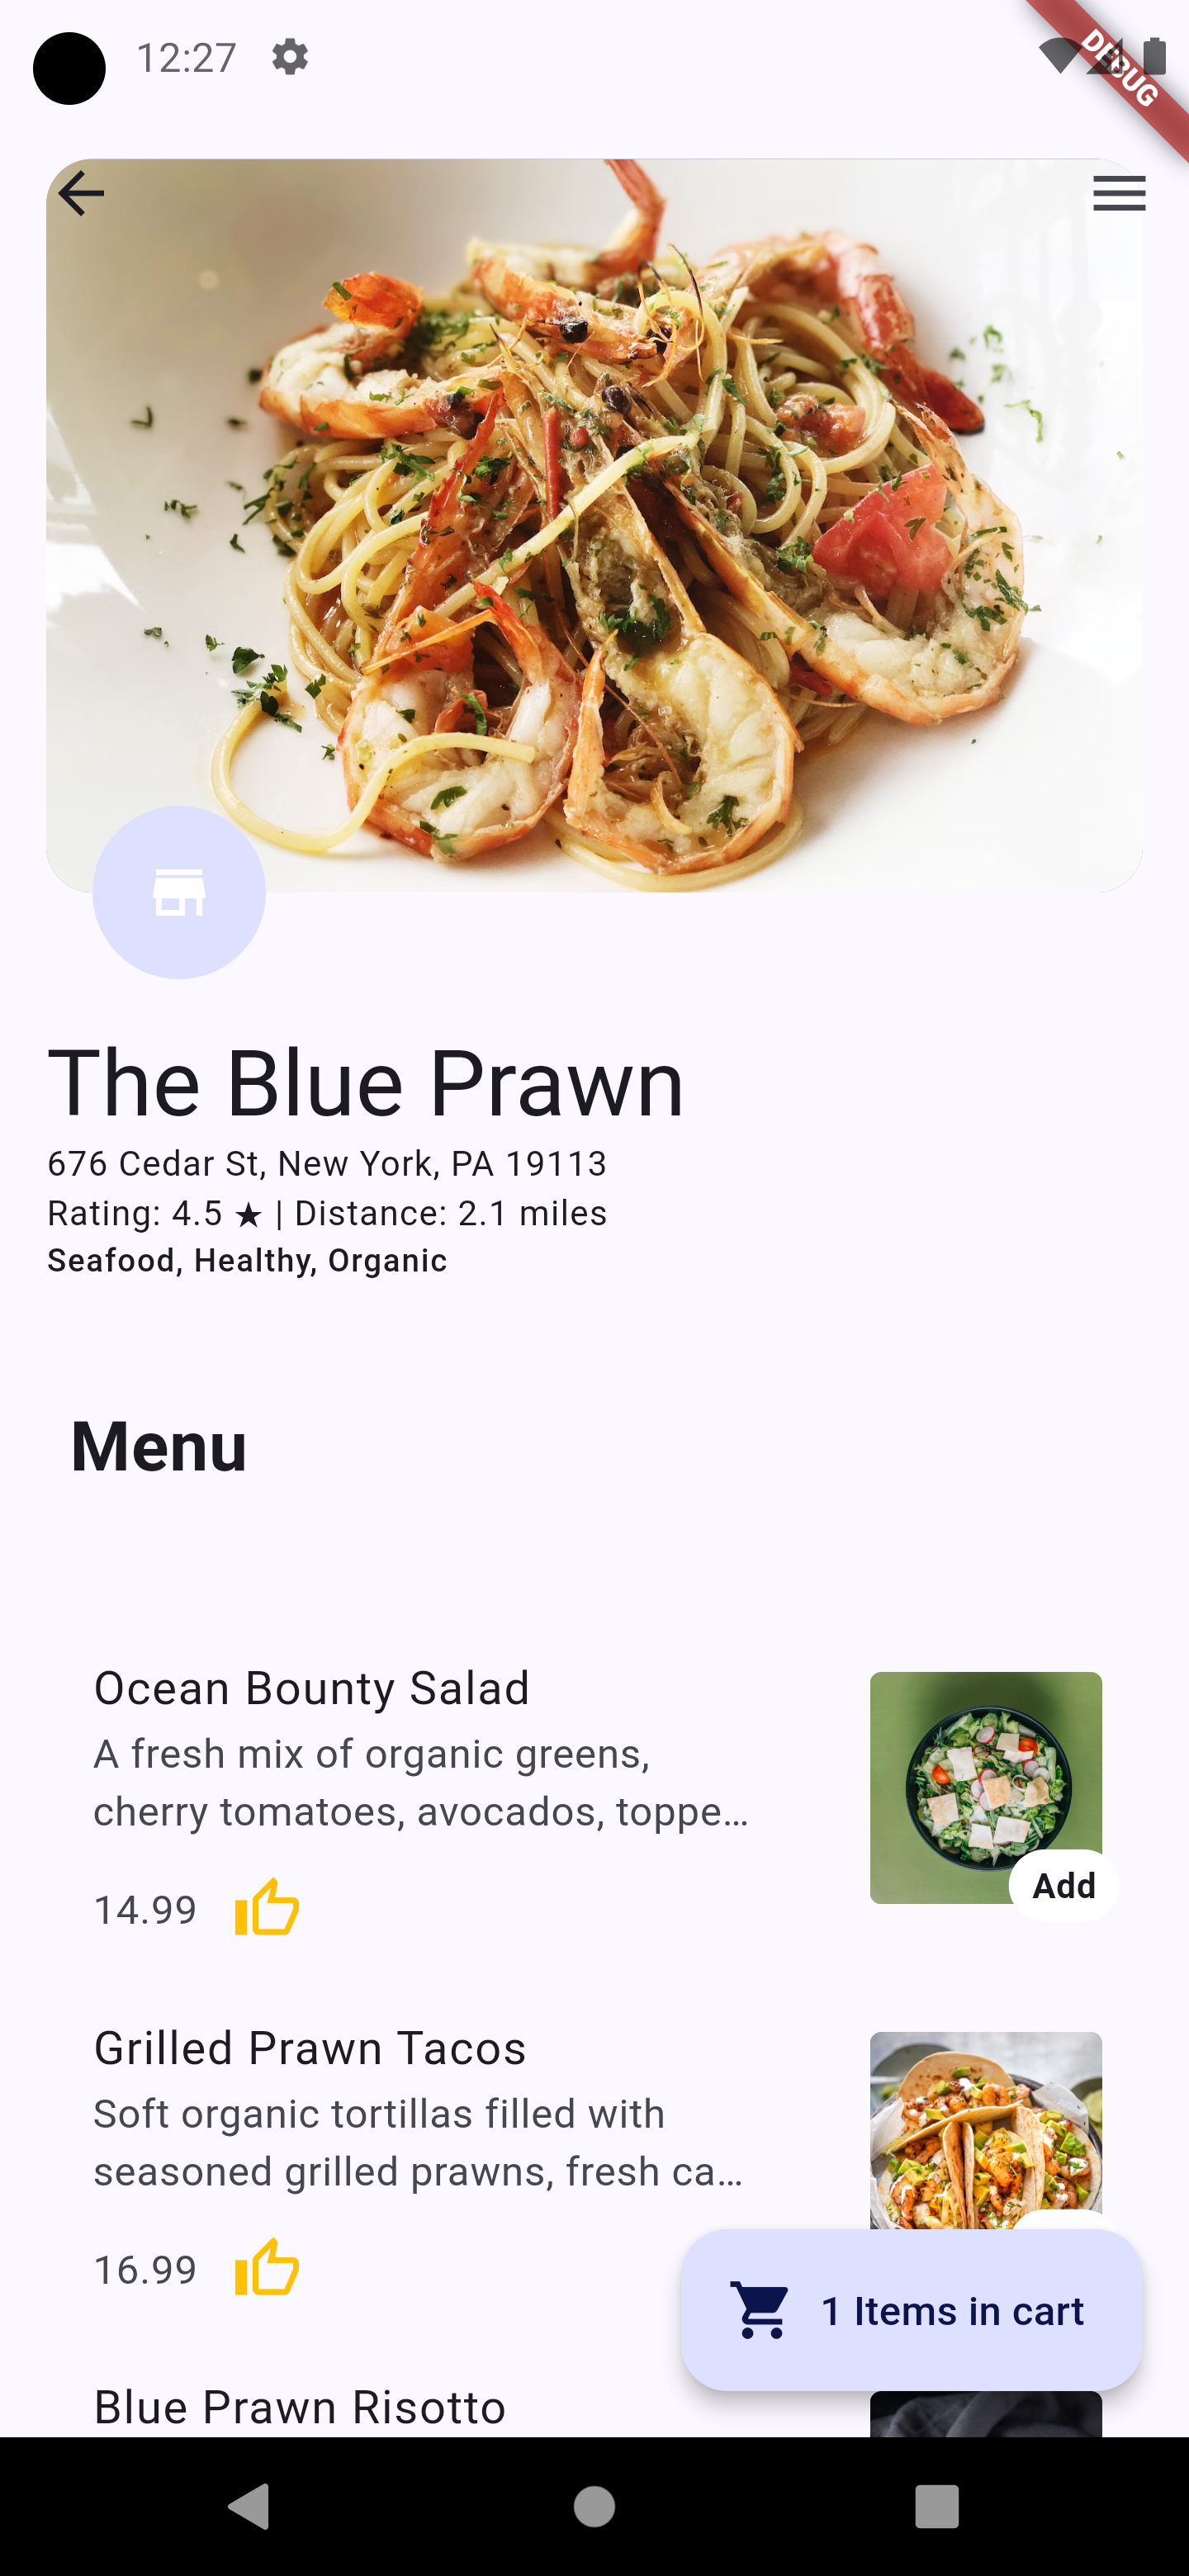 12:27
DEBUG
The Blue Prawn
676 Cedar St, New York, PA 19113
Rating: 4.5 ★ | Distance: 2.1 miles
Seafood, Healthy, Organic
Menu
Ocean Bounty Salad
A fresh mix of organic greens,
cherry tomatoes, avocados, toppe…
14.99
Add
Grilled Prawn Tacos
Soft organic tortillas filled with
seasoned grilled prawns, fresh ca…
16.99
1 Items in cart
Blue Prawn Risotto